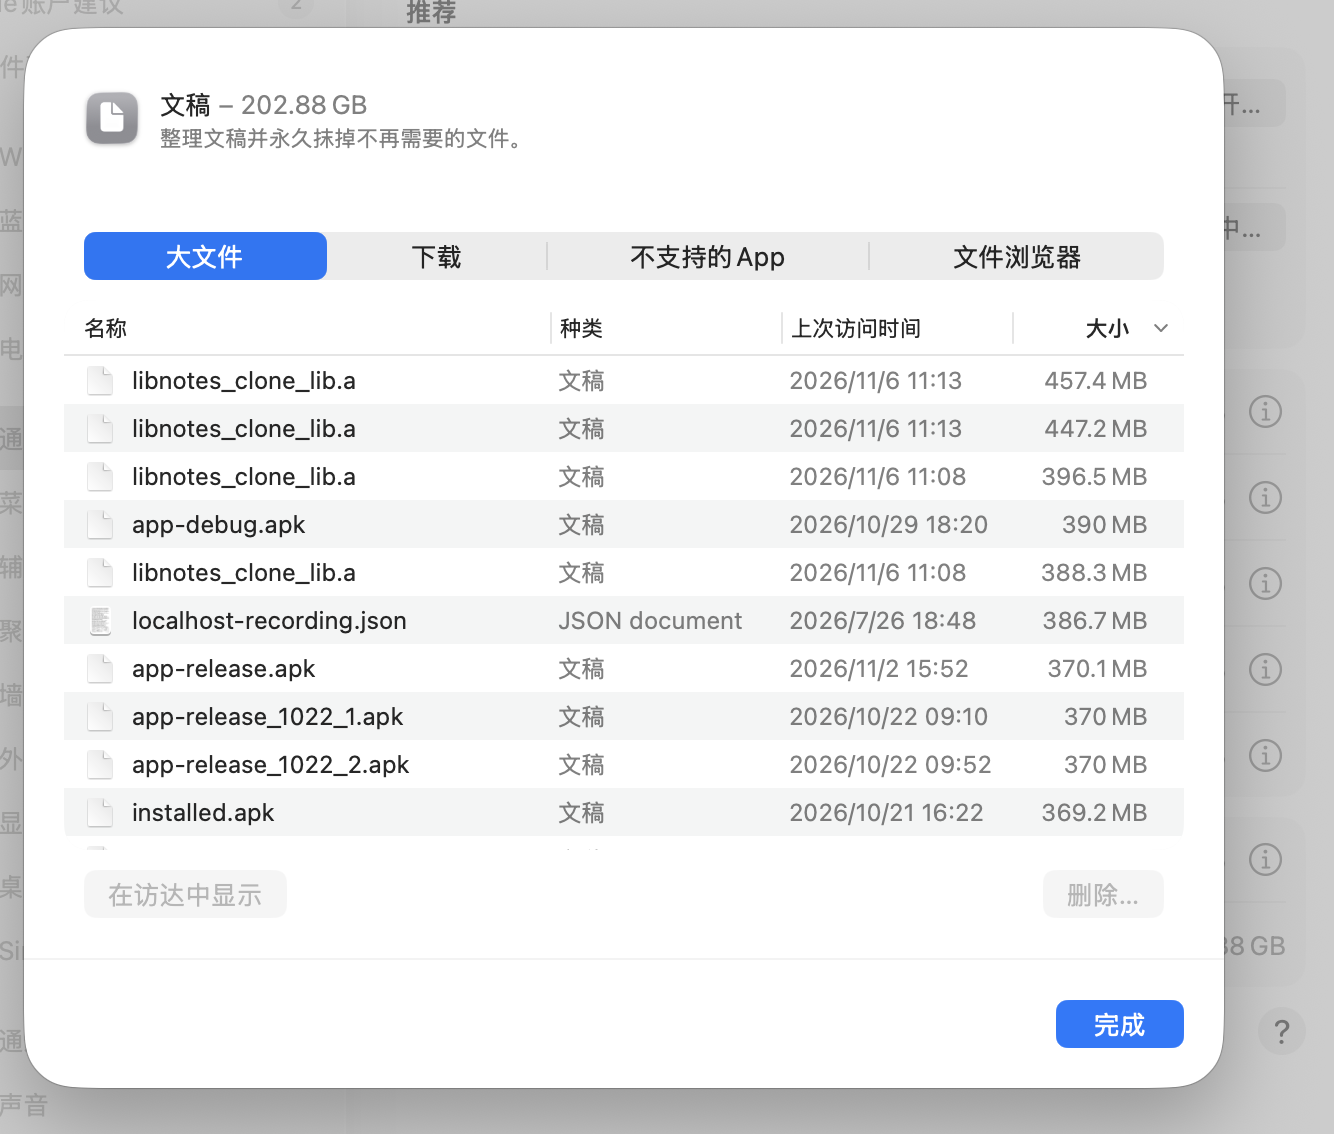 推荐
文稿 – 202.88 GB
整理文稿并永久抹掉不再需要的文件。
大文件 下载 不支持的 App 文件浏览器
名称 种类 上次访问时间 大小
libnotes_clone_lib.a 文稿 2026/11/6 11:13 457.4 MB
libnotes_clone_lib.a 文稿 2026/11/6 11:13 447.2 MB
libnotes_clone_lib.a 文稿 2026/11/6 11:08 396.5 MB
app-debug.apk 文稿 2026/10/29 18:20 390 MB
libnotes_clone_lib.a 文稿 2026/11/6 11:08 388.3 MB
localhost-recording.json JSON document 2026/7/26 18:48 386.7 MB
app-release.apk 文稿 2026/11/2 15:52 370.1 MB
app-release_1022_1.apk 文稿 2026/10/22 09:10 370 MB
app-release_1022_2.apk 文稿 2026/10/22 09:52 370 MB
installed.apk 文稿 2026/10/21 16:22 369.2 MB
在访达中显示 删除...
完成
?
声音